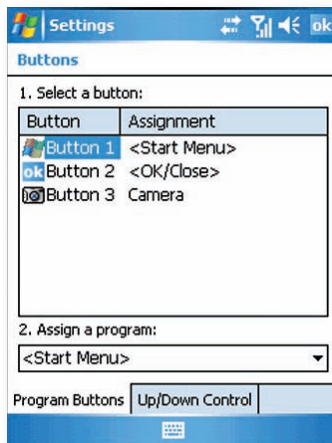 Settings ok
Buttons
1. Select a button:
Button Assignment
Button 1 <Start Menu>
ok Button 2 <OK/Close>
Button 3 Camera
2. Assign a program:
<Start Menu>
Program Buttons Up/Down Control